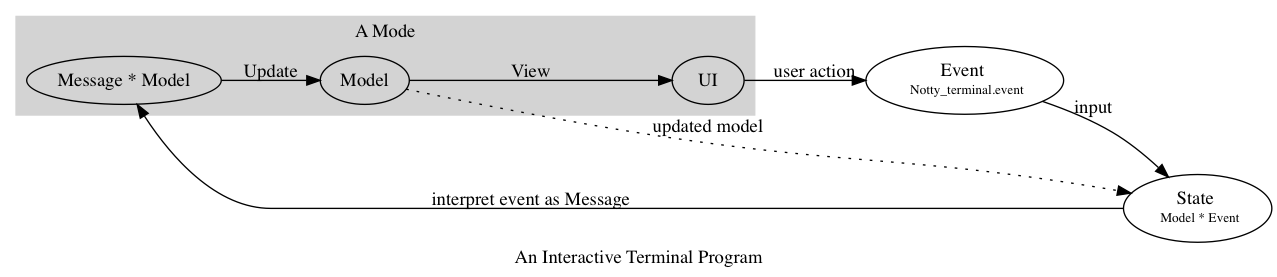 A Mode
Message * Model
Update
Model
View
UI
user action
Event
Notty_terminal.event
input
updated model
State
Model * Event
interpret event as Message
An Interactive Terminal Program